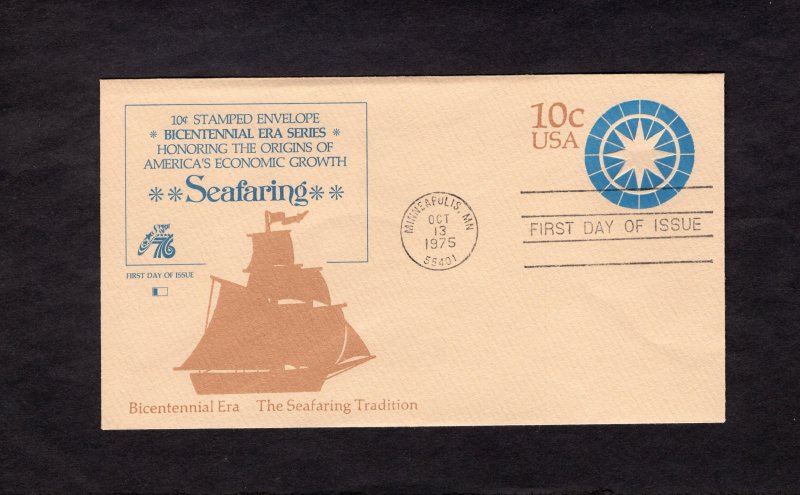 10¢ STAMPED ENVELOPE
* BICENTENNIAL ERA SERIES *
HONORING THE ORIGINS OF
AMERICA'S ECONOMIC GROWTH
** Seafaring **
76
FIRST DAY OF ISSUE
Bicentennial Era The Seafaring Tradition
MINNEAPOLIS, MN
OCT
13
1975
55401
10c
USA
FIRST DAY OF ISSUE